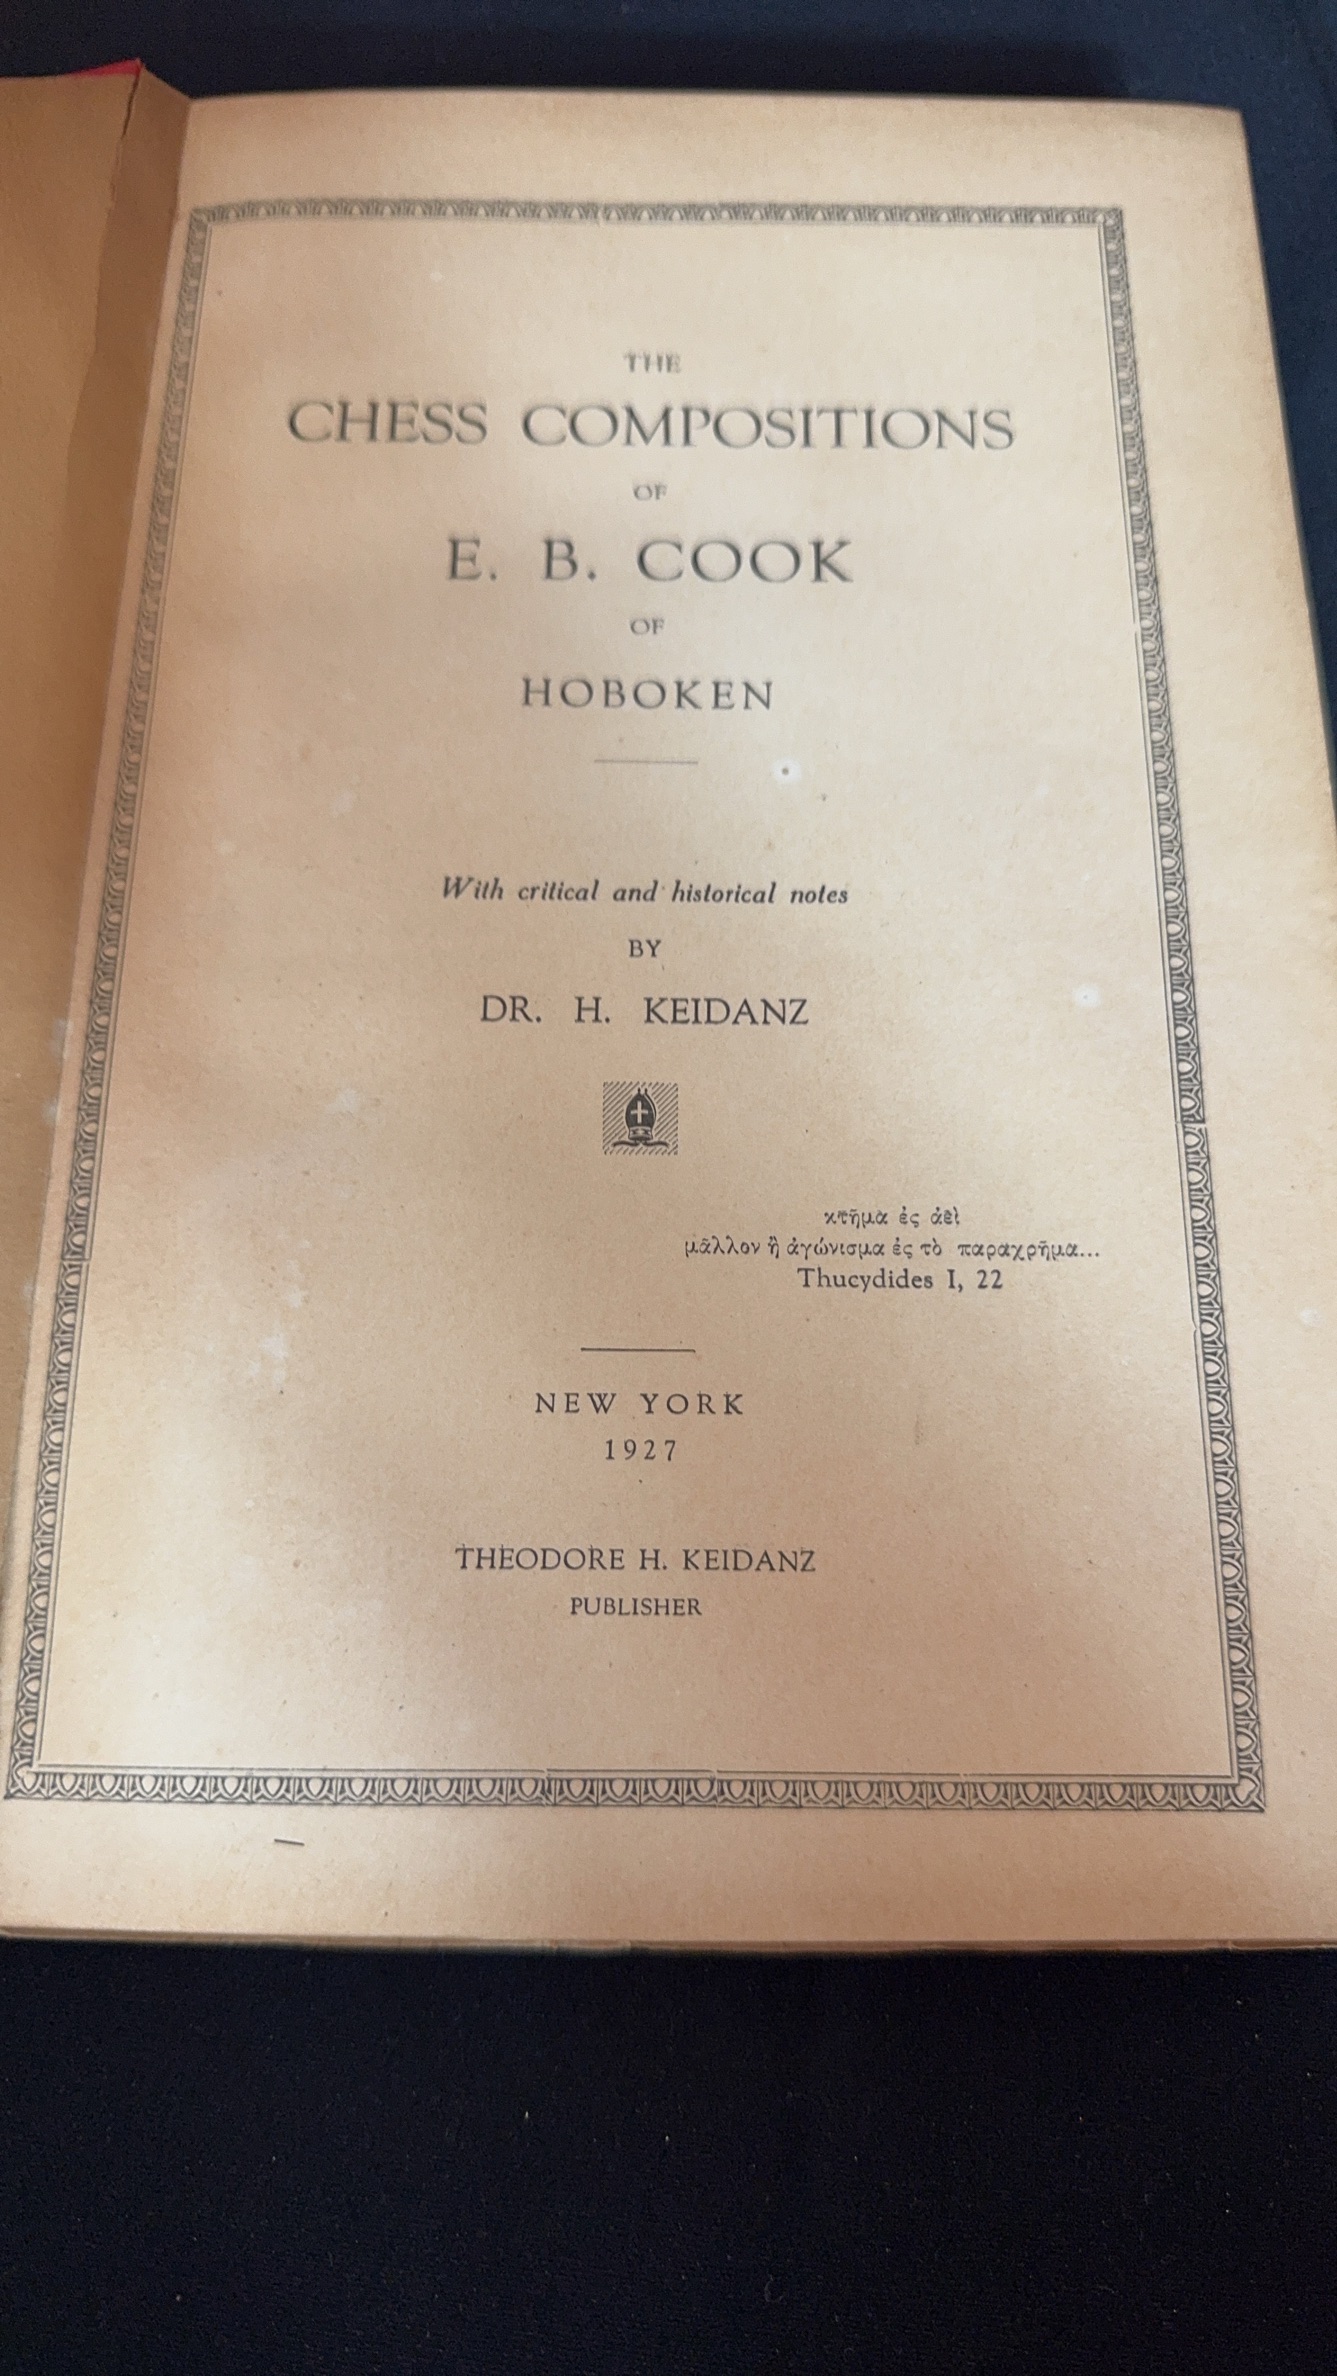 THE
CHESS COMPOSITIONS
OF
E. B. COOK
OF
HOBOKEN
With critical and historical notes
BY
DR. H. KEIDANZ
κτῆμα ἐς ἀεὶ
μᾶλλον ἢ ἀγώνισμα ἐς τὸ παραχρῆμα...
Thucydides I, 22
NEW YORK
1927
THEODORE H. KEIDANZ
PUBLISHER